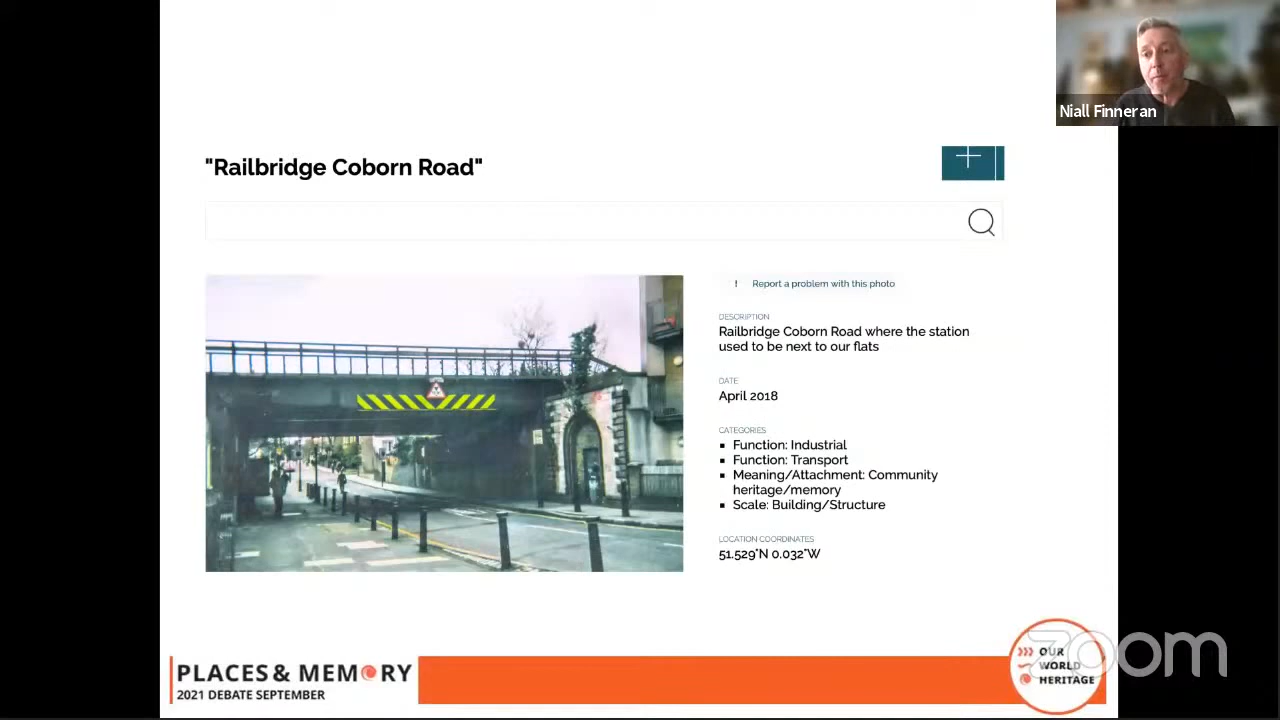 Niall Finneran
"Railbridge Coborn Road"
! Report a problem with this photo
DESCRIPTION
Railbridge Coborn Road where the station
used to be next to our flats
DATE
April 2018
CATEGORIES
Function: Industrial
Function: Transport
Meaning/Attachment: Community
heritage/memory
Scale: Building/Structure
LOCATION COORDINATES
51.529°N 0.032°W
PLACES & MEMORY
2021 DEBATE SEPTEMBER
OUR
WORLD
HERITAGE
zoom